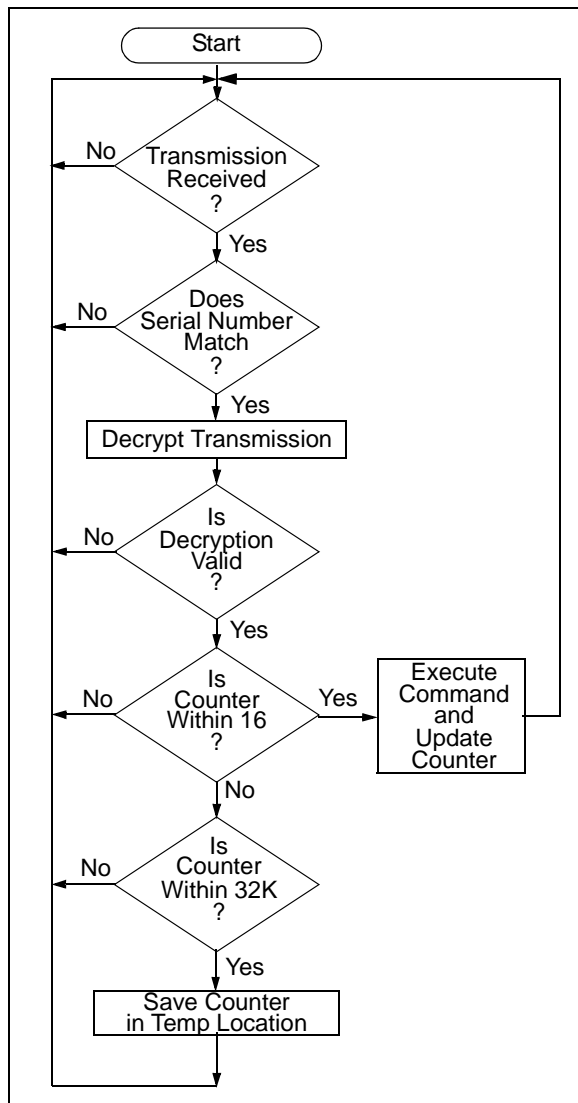 Start
No
Transmission
Received
?
Yes
No
Does
Serial Number
Match
?
Yes
Decrypt Transmission
No
Is
Decryption
Valid
?
Yes
No
Is
Counter
Within 16
?
Yes
Execute
Command
and
Update
Counter
No
No
Is
Counter
Within 32K
?
Yes
Save Counter
in Temp Location